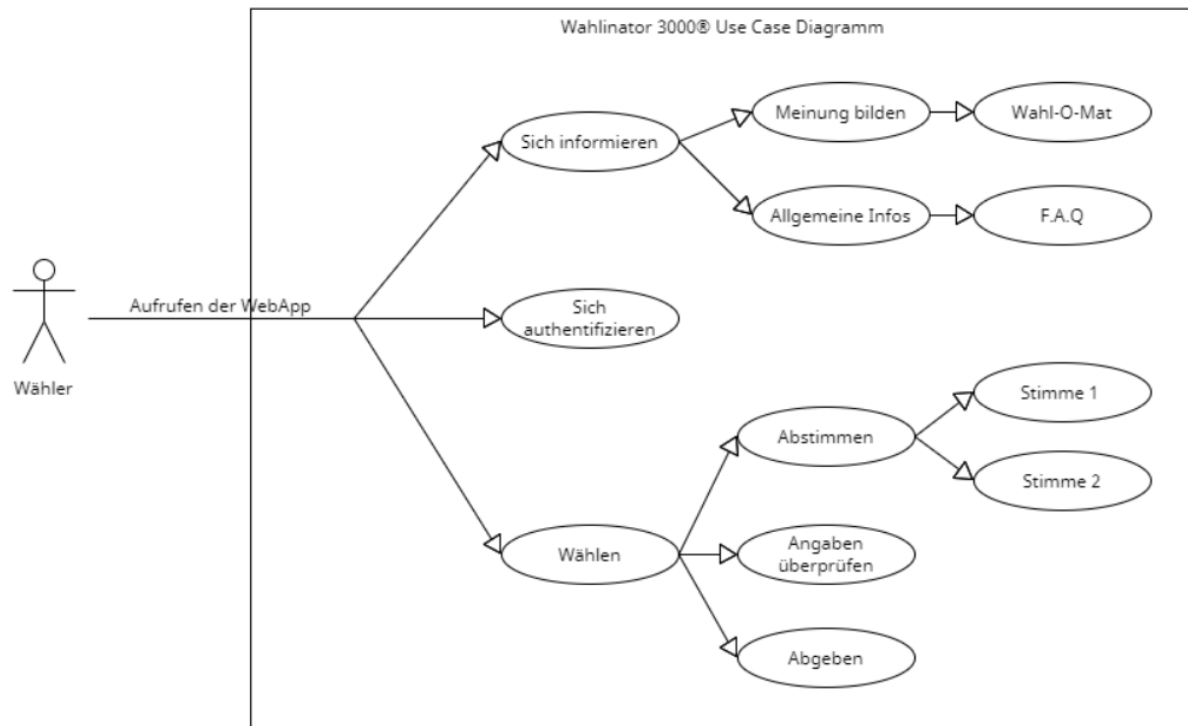 Wahlinator 3000® Use Case Diagramm
Meinung bilden
Wahl-O-Mat
Sich informieren
Allgemeine Infos
F.A.Q
Aufrufen der WebApp
Sich
authentifizieren
Wähler
Stimme 1
Abstimmen
Stimme 2
Wählen
Angaben
überprüfen
Abgeben